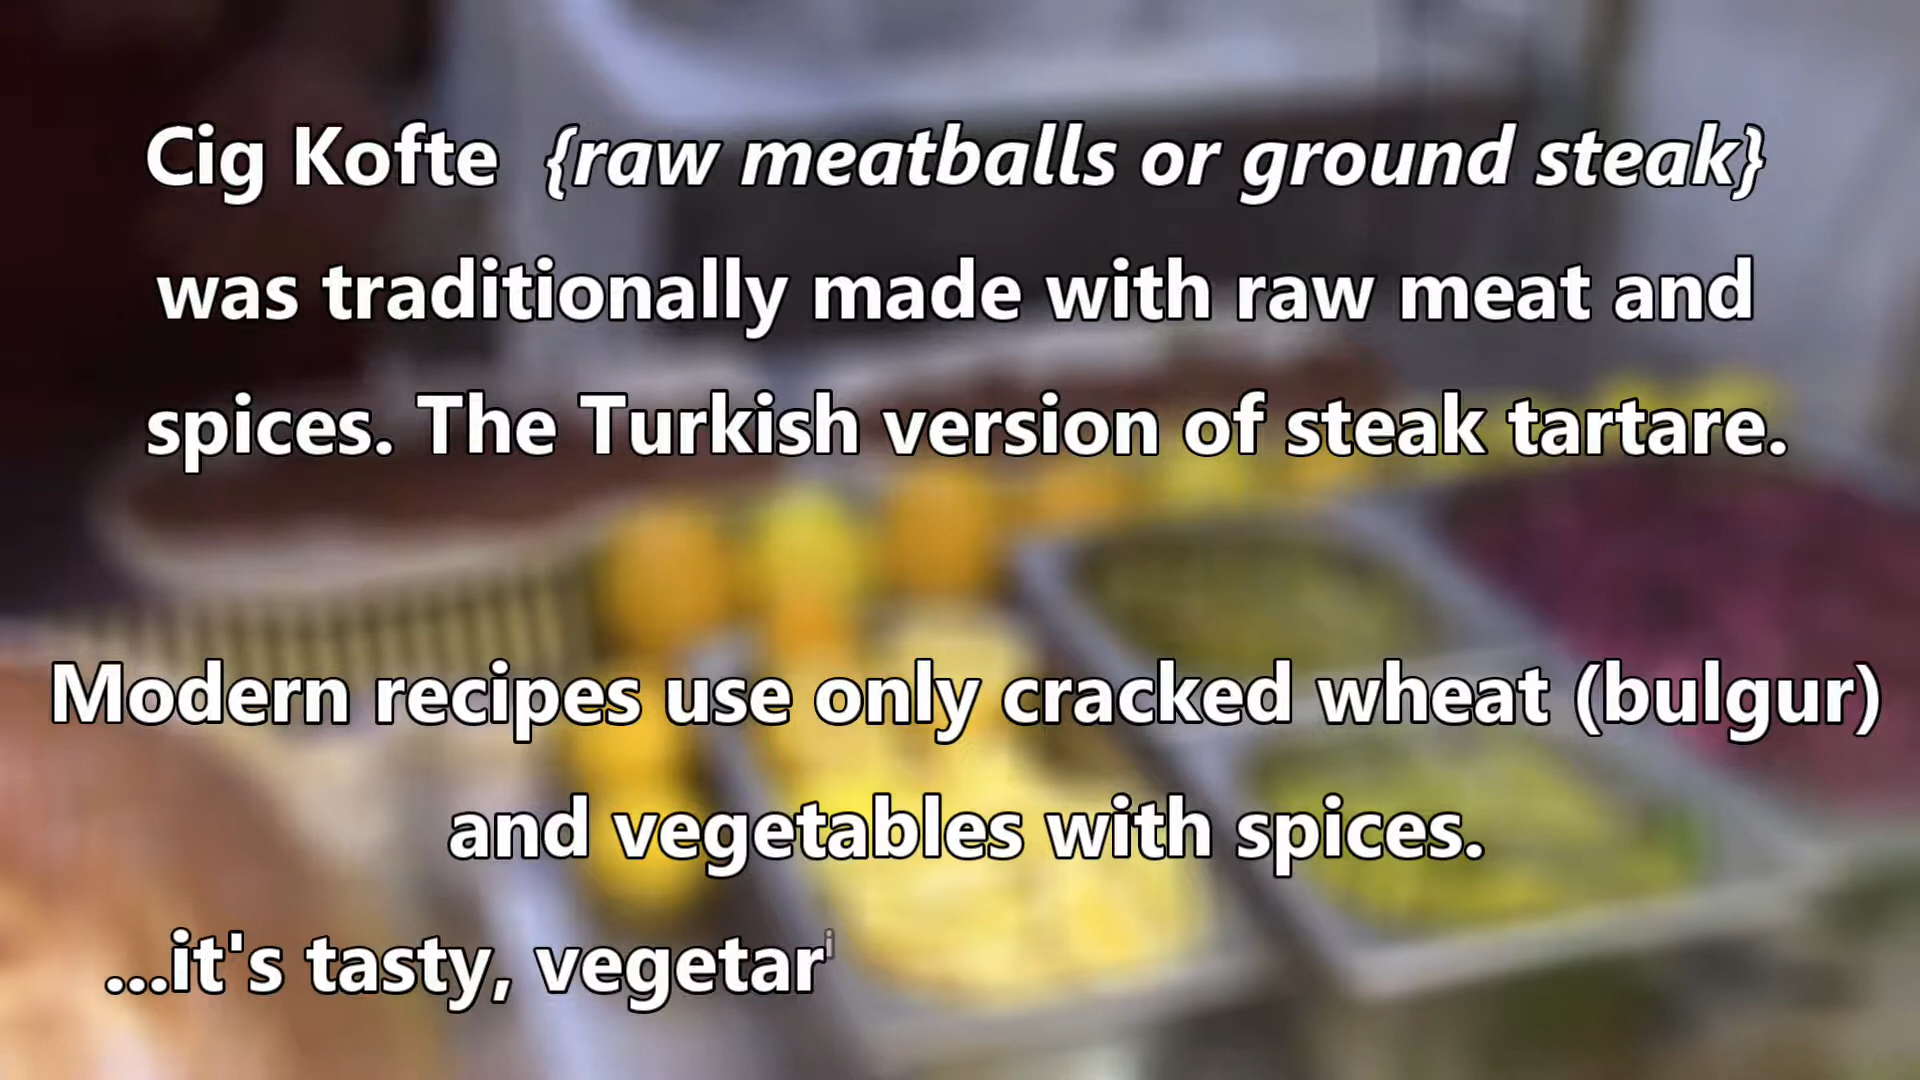 Cig Kofte {raw meatballs or ground steak}
was traditionally made with raw meat and
spices. The Turkish version of steak tartare.
Modern recipes use only cracked wheat (bulgur)
and vegetables with spices.
...it's tasty, vegetari